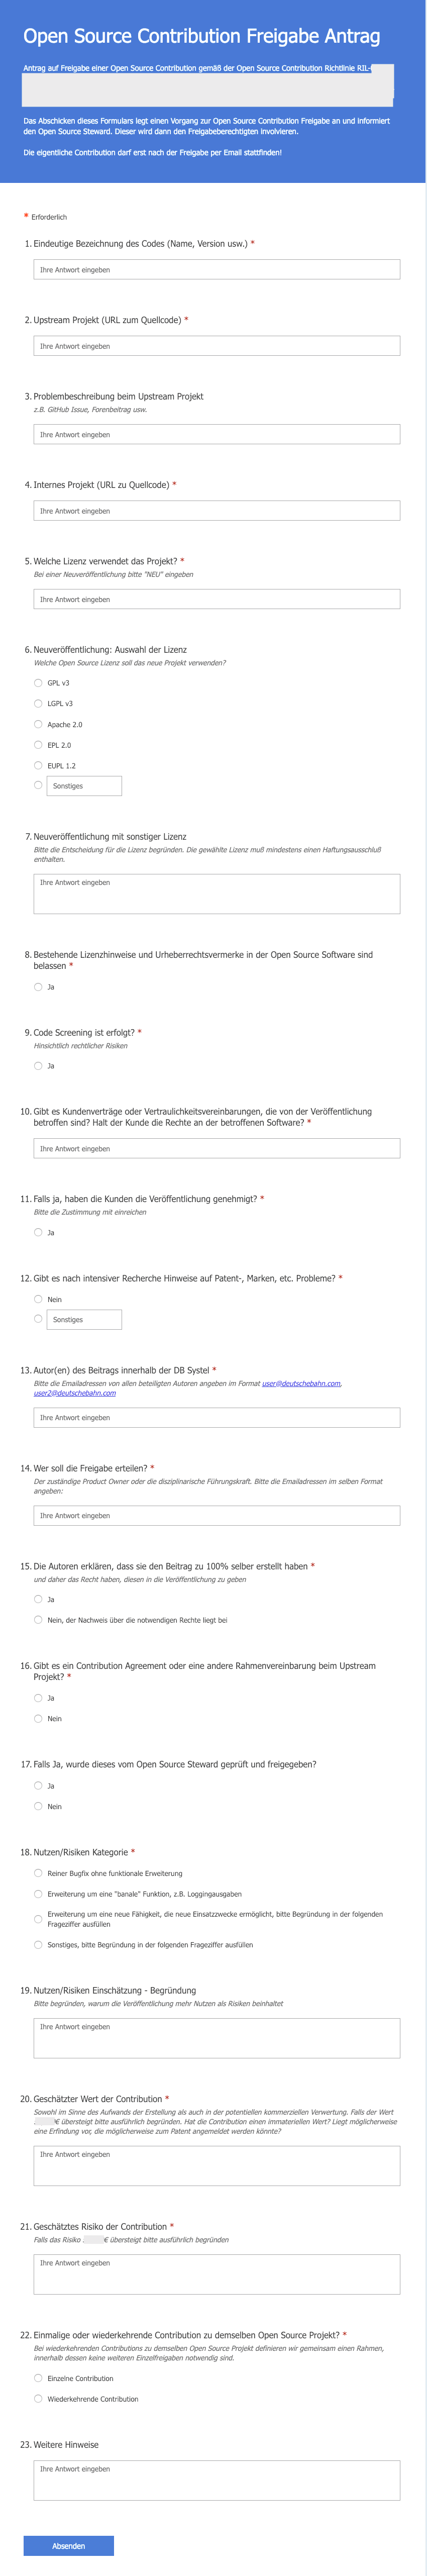 Open Source Contribution Freigabe Antrag
Antrag auf Freigabe einer Open Source Contribution gemäß der Open Source Contribution Richtlinie RIL-
Das Abschicken dieses Formulars legt einen Vorgang zur Open Source Contribution Freigabe an und informiert
den Open Source Steward. Dieser wird dann den Freigabeberechtigten involvieren.
Die eigentliche Contribution darf erst nach der Freigabe per Email stattfinden!
* Erforderlich
1. Eindeutige Bezeichnung des Codes (Name, Version usw.) *
Ihre Antwort eingeben
2. Upstream Projekt (URL zum Quellcode) *
Ihre Antwort eingeben
3. Problembeschreibung beim Upstream Projekt
z.B. GitHub Issue, Forenbeitrag usw.
Ihre Antwort eingeben
4. Internes Projekt (URL zu Quellcode) *
Ihre Antwort eingeben
5. Welche Lizenz verwendet das Projekt? *
Bei einer Neuveröffentlichung bitte "NEU" eingeben
Ihre Antwort eingeben
6. Neuveröffentlichung: Auswahl der Lizenz
Welche Open Source Lizenz soll das neue Projekt verwenden?
GPL v3
LGPL v3
Apache 2.0
EPL 2.0
EUPL 1.2
Sonstiges
7. Neuveröffentlichung mit sonstiger Lizenz
Bitte die Entscheidung für die Lizenz begründen. Die gewählte Lizenz muß mindestens einen Haftungsausschluß
enthalten.
Ihre Antwort eingeben
8. Bestehende Lizenzhinweise und Urheberrechtsvermerke in der Open Source Software sind
belassen *
Ja
9. Code Screening ist erfolgt? *
Hinsichtlich rechtlicher Risiken
Ja
10. Gibt es Kundenverträge oder Vertraulichkeitsvereinbarungen, die von der Veröffentlichung
betroffen sind? Halt der Kunde die Rechte an der betroffenen Software? *
Ihre Antwort eingeben
11. Falls ja, haben die Kunden die Veröffentlichung genehmigt? *
Bitte die Zustimmung mit einreichen
Ja
12. Gibt es nach intensiver Recherche Hinweise auf Patent-, Marken, etc. Probleme? *
Nein
Sonstiges
13. Autor(en) des Beitrags innerhalb der DB Systel *
Bitte die Emailadressen von allen beteiligten Autoren angeben im Format user@deutschebahn.com,
user2@deutschebahn.com
Ihre Antwort eingeben
14. Wer soll die Freigabe erteilen? *
Der zuständige Product Owner oder die disziplinarische Führungskraft. Bitte die Emailadressen im selben Format
angeben:
Ihre Antwort eingeben
15. Die Autoren erklären, dass sie den Beitrag zu 100% selber erstellt haben *
und daher das Recht haben, diesen in die Veröffentlichung zu geben
Ja
Nein, der Nachweis über die notwendigen Rechte liegt bei
16. Gibt es ein Contribution Agreement oder eine andere Rahmenvereinbarung beim Upstream
Projekt? *
Ja
Nein
17. Falls Ja, wurde dieses vom Open Source Steward geprüft und freigegeben?
Ja
Nein
18. Nutzen/Risiken Kategorie *
Reiner Bugfix ohne funktionale Erweiterung
Erweiterung um eine "banale" Funktion, z.B. Loggingausgaben
Erweiterung um eine neue Fähigkeit, die neue Einsatzzwecke ermöglicht, bitte Begründung in der folgenden
Frageziffer ausfüllen
Sonstiges, bitte Begründung in der folgenden Frageziffer ausfüllen
19. Nutzen/Risiken Einschätzung - Begründung
Bitte begründen, warum die Veröffentlichung mehr Nutzen als Risiken beinhaltet
Ihre Antwort eingeben
20. Geschätzter Wert der Contribution *
Sowohl im Sinne des Aufwands der Erstellung als auch in der potentiellen kommerziellen Verwertung. Falls der Wert
€ übersteigt bitte ausführlich begründen. Hat die Contribution einen immateriellen Wert? Liegt möglicherweise
eine Erfindung vor, die möglicherweise zum Patent angemeldet werden könnte?
Ihre Antwort eingeben
21. Geschätztes Risiko der Contribution *
Falls das Risiko € übersteigt bitte ausführlich begründen
Ihre Antwort eingeben
22. Einmalige oder wiederkehrende Contribution zu demselben Open Source Projekt? *
Bei wiederkehrenden Contributions zu demselben Open Source Projekt definieren wir gemeinsam einen Rahmen,
innerhalb dessen keine weiteren Einzelfreigaben notwendig sind.
Einzelne Contribution
Wiederkehrende Contribution
23. Weitere Hinweise
Ihre Antwort eingeben
Absenden